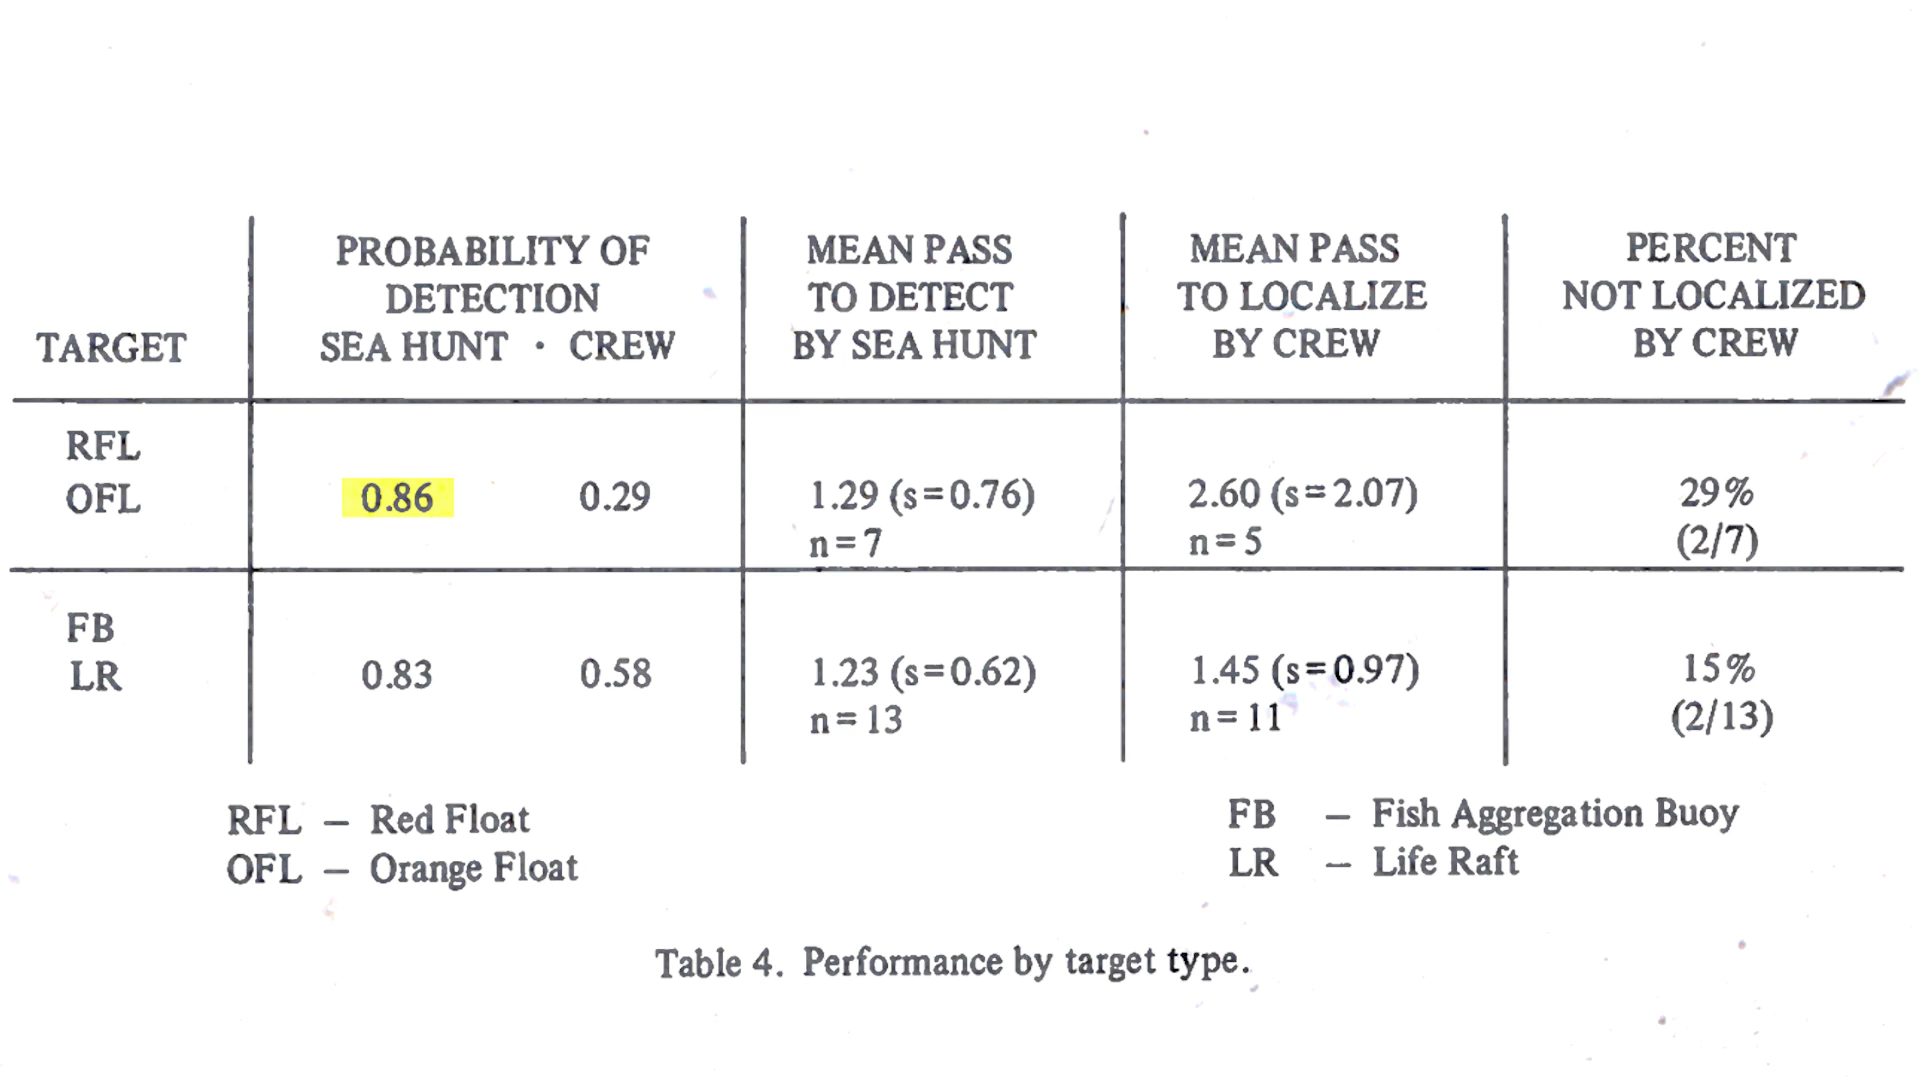 TARGET
PROBABILITY OF
DETECTION
SEA HUNT · CREW
MEAN PASS
TO DETECT
BY SEA HUNT
MEAN PASS
TO LOCALIZE
BY CREW
PERCENT
NOT LOCALIZED
BY CREW
RFL
OFL
0.86 0.29
1.29 (s=0.76)
n=7
2.60 (s=2.07)
n=5
29%
(2/7)
FB
LR
0.83 0.58
1.23 (s=0.62)
n=13
1.45 (s=0.97)
n=11
15%
(2/13)
RFL – Red Float
OFL – Orange Float
FB – Fish Aggregation Buoy
LR – Life Raft
Table 4. Performance by target type.